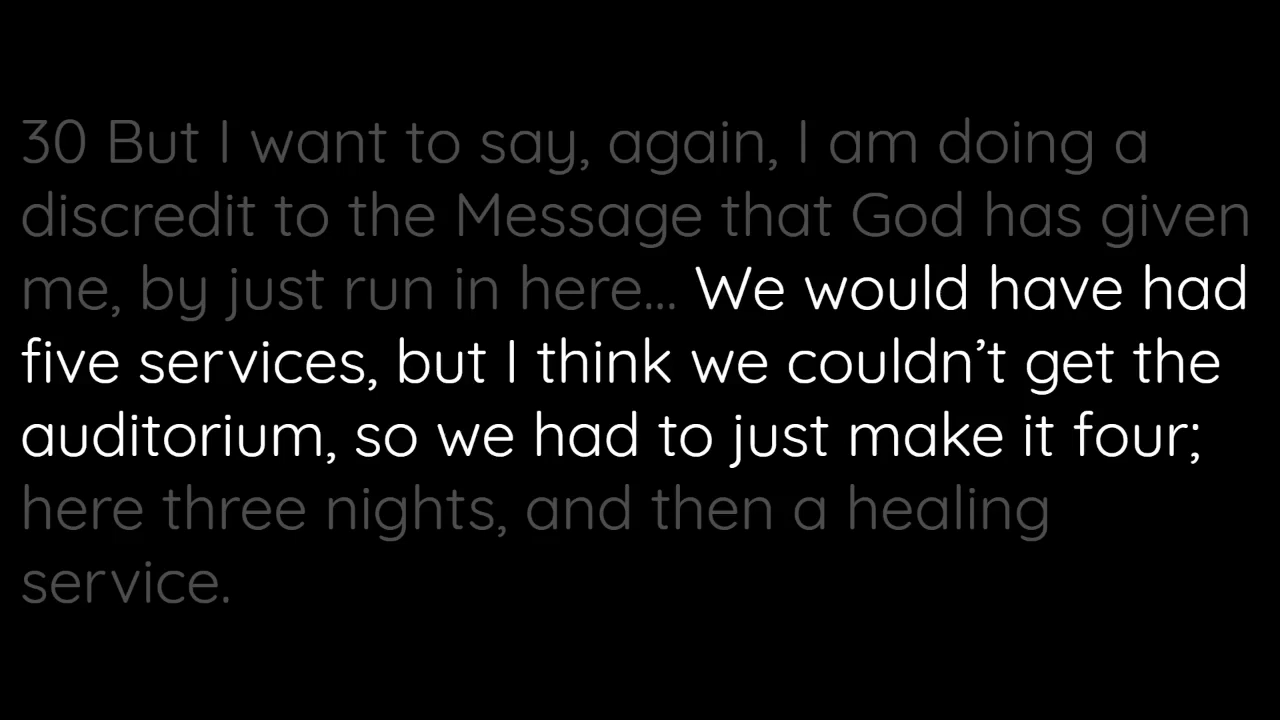 30 But I want to say, again, I am doing a
discredit to the Message that God has given
me, by just run in here... We would have had
five services, but I think we couldn’t get the
auditorium, so we had to just make it four;
here three nights, and then a healing
service.